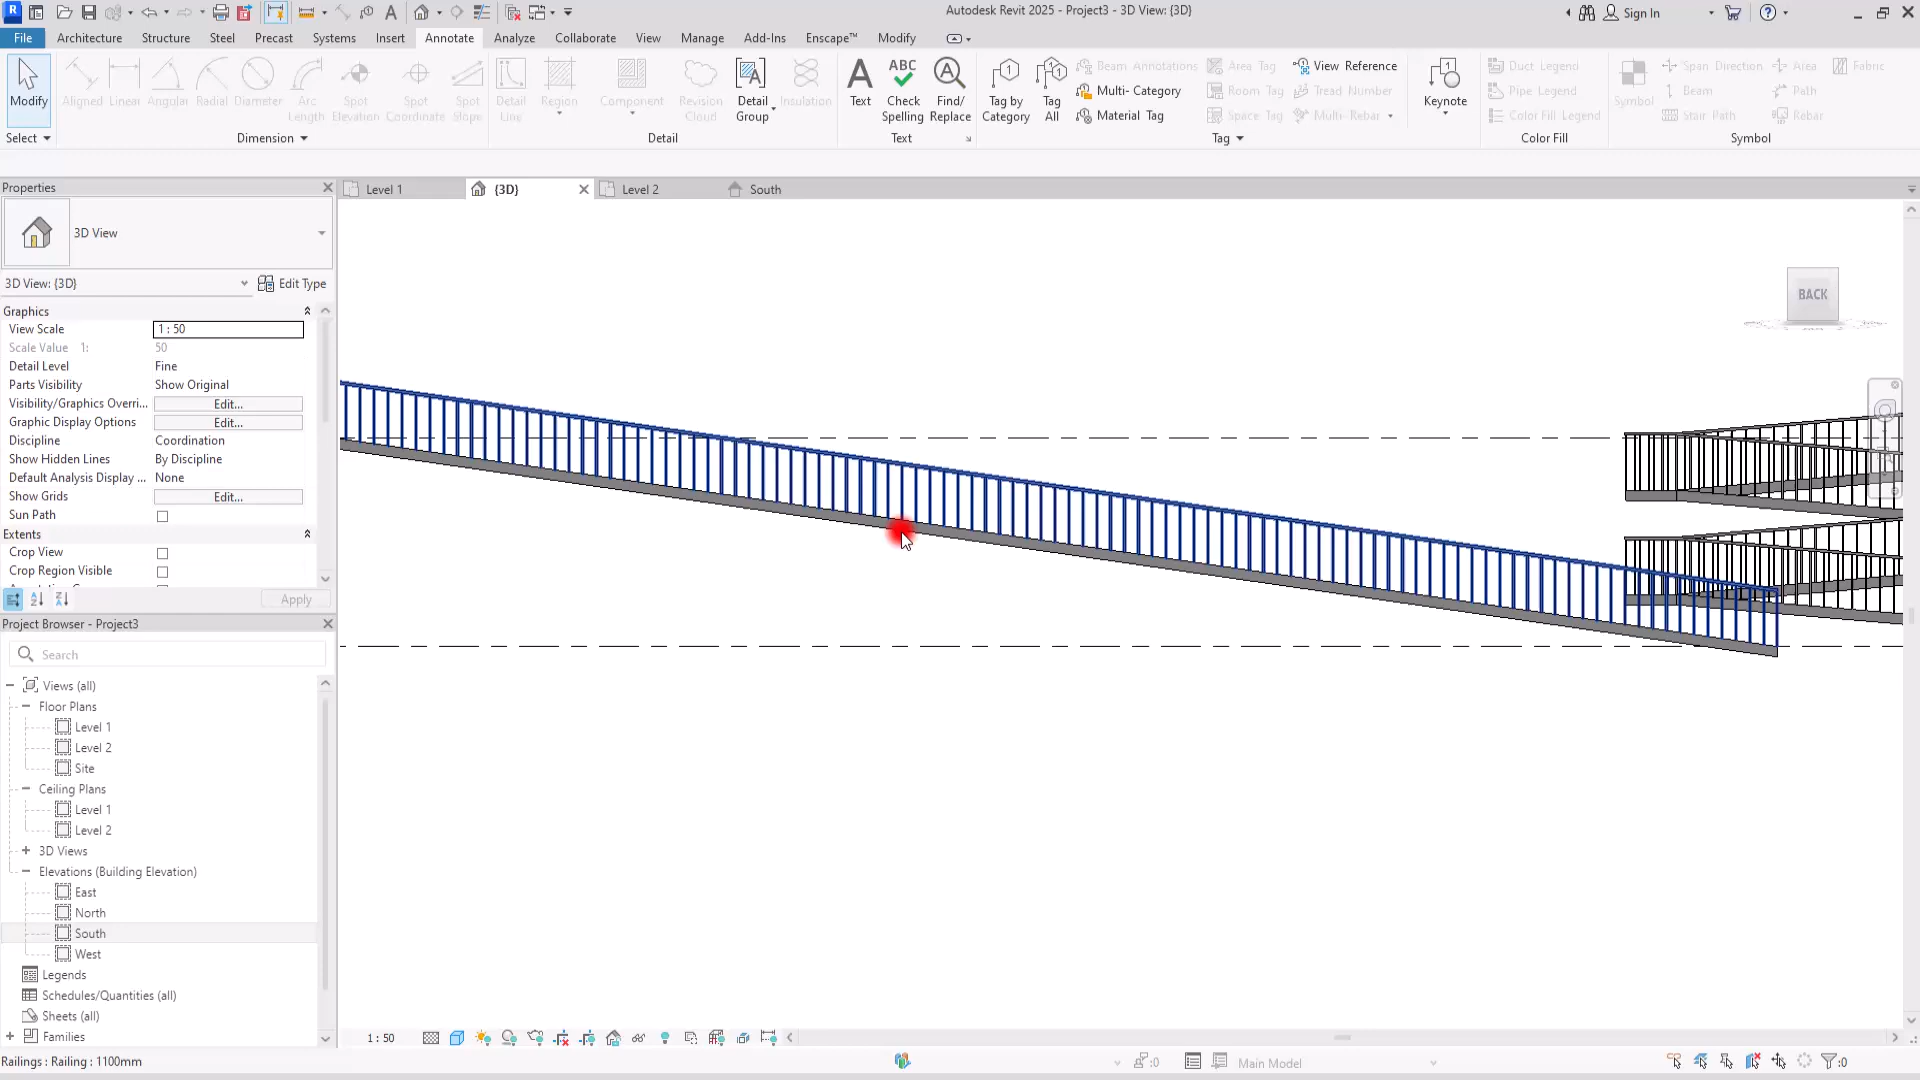 Autodesk Revit 2025 - Project3 - 3D View: {3D}
Sign In
File Architecture Structure Steel Precast Systems Insert Annotate Analyze Collaborate View Manage Add-Ins Enscape™ Modify
Modify
Aligned Linear Angular Radial Diameter Arc Length Spot Elevation Spot Coordinate Spot Slope
Detail Line Region Component Revision Cloud Detail Group Insulation
Text Check Spelling Find/ Replace
ABC
Tag by Category Tag All
Beam Annotations Area Tag View Reference
Multi- Category Room Tag Tread Number
Material Tag Space Tag Multi- Rebar
Keynote
Duct Legend
Pipe Legend
Color Fill Legend
Symbol
Span Direction Area Fabric
Beam Path
Stair Path Rebar
Select Dimension Detail Text Tag Color Fill Symbol
Properties
Level 1 {3D} Level 2 South
3D View
3D View: {3D} Edit Type
Graphics
View Scale 1 : 50
Scale Value 1: 50
Detail Level Fine
Parts Visibility Show Original
Visibility/Graphics Overri... Edit...
Graphic Display Options Edit...
Discipline Coordination
Show Hidden Lines By Discipline
Default Analysis Display ... None
Show Grids Edit...
Sun Path
Extents
Crop View
Crop Region Visible
Apply
BACK
Project Browser - Project3
Search
Views (all)
Floor Plans
Level 1
Level 2
Site
Ceiling Plans
Level 1
Level 2
3D Views
Elevations (Building Elevation)
East
North
South
West
Legends
Schedules/Quantities (all)
Sheets (all)
Families
1 : 50
Railings : Railing : 1100mm
:0
Main Model
:0